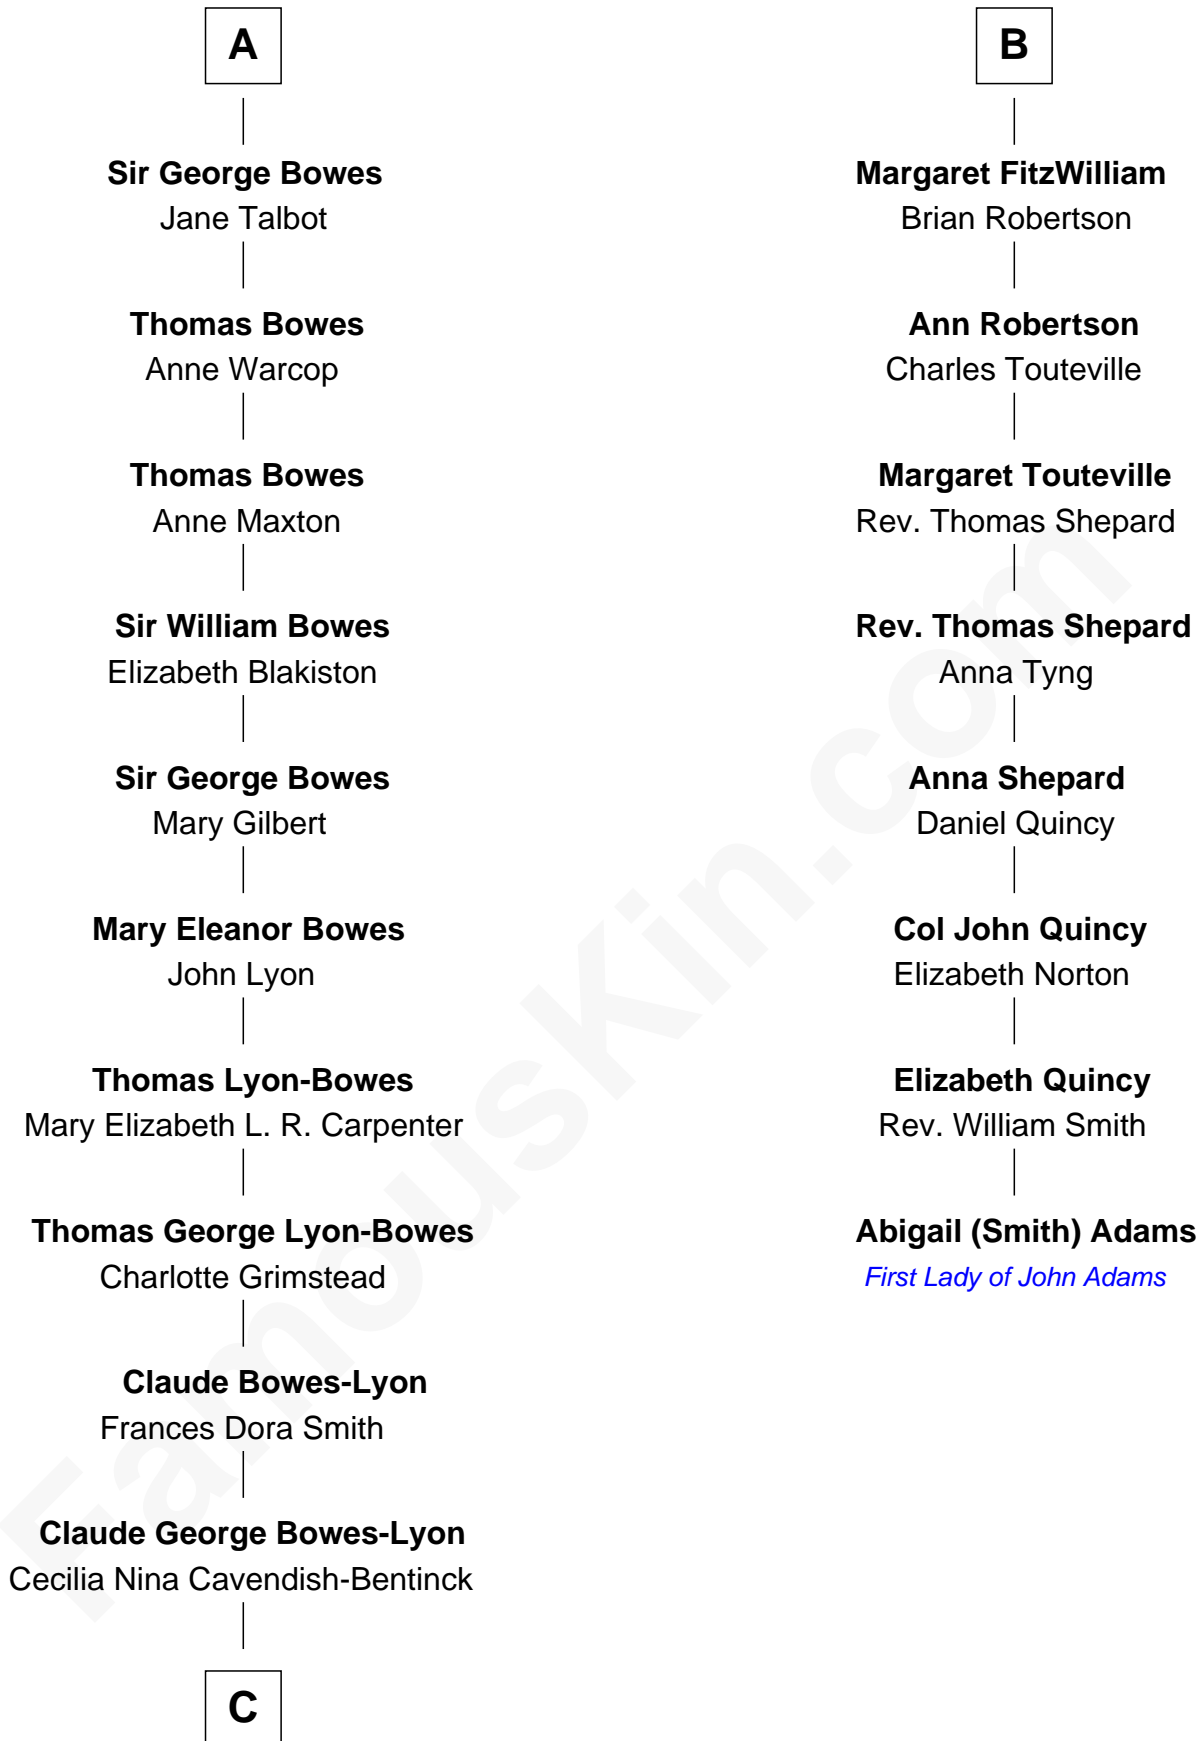 A
Sir George Bowes
Jane Talbot
Thomas Bowes
Anne Warcop
Thomas Bowes
Anne Maxton
Sir William Bowes
Elizabeth Blakiston
Sir George Bowes
Mary Gilbert
Mary Eleanor Bowes
John Lyon
Thomas Lyon-Bowes
Mary Elizabeth L. R. Carpenter
Thomas George Lyon-Bowes
Charlotte Grimstead
Claude Bowes-Lyon
Frances Dora Smith
Claude George Bowes-Lyon
Cecilia Nina Cavendish-Bentinck
C
B
Margaret FitzWilliam
Brian Robertson
Ann Robertson
Charles Touteville
Margaret Touteville
Rev. Thomas Shepard
Rev. Thomas Shepard
Anna Tyng
Anna Shepard
Daniel Quincy
Col John Quincy
Elizabeth Norton
Elizabeth Quincy
Rev. William Smith
Abigail (Smith) Adams
First Lady of John Adams
FamousKin.com